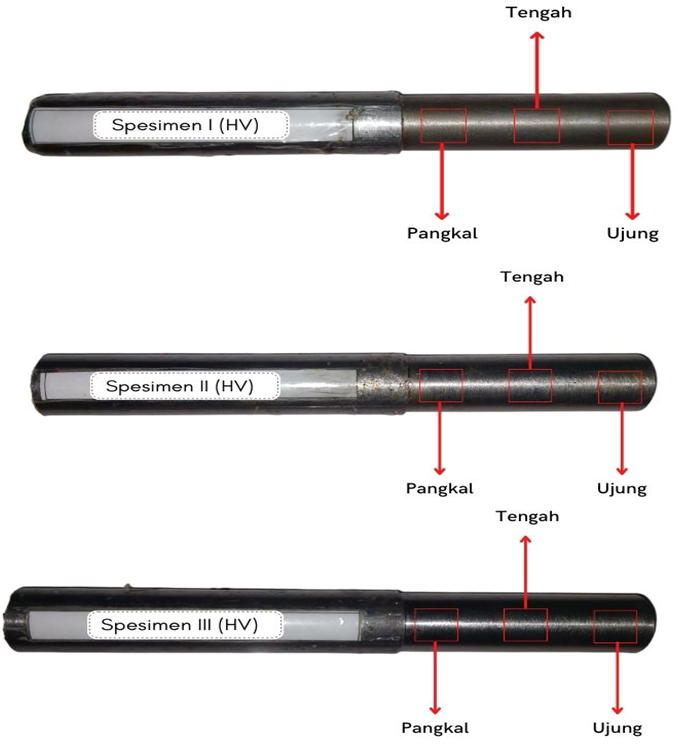 Tengah
Spesimen I (HV)
Pangkal
Ujung
Tengah
Spesimen II (HV)
Pangkal
Ujung
Tengah
Spesimen III (HV)
Pangkal
Ujung